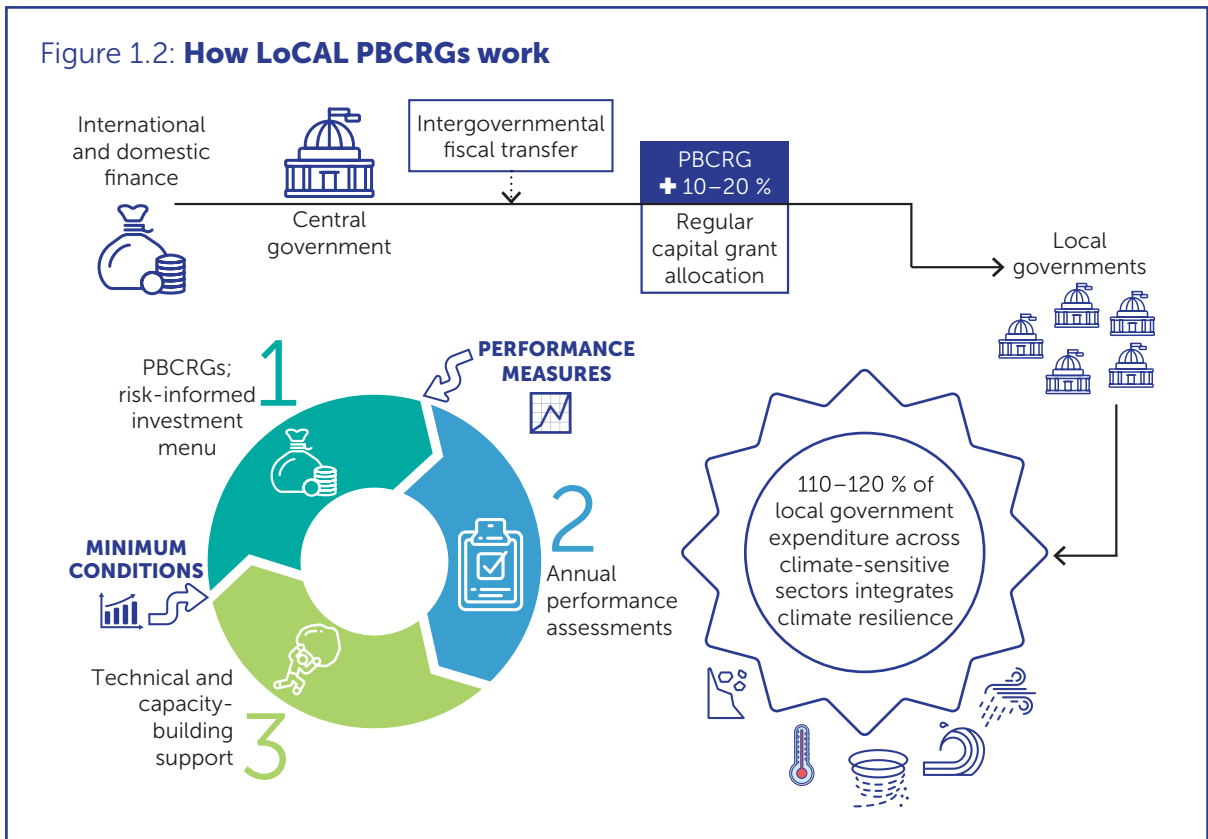 Figure 1.2: How LoCAL PBCRGs work
International
and domestic
finance
Central
government
Intergovernmental
fiscal transfer
PBCRG
+ 10–20 %
Regular
capital grant
allocation
Local
governments
1
PBCRGs;
risk-informed
investment
menu
PERFORMANCE
MEASURES
2
Annual
performance
assessments
MINIMUM
CONDITIONS
Technical and
capacity-
building
support
3
110–120 % of
local government
expenditure across
climate-sensitive
sectors integrates
climate resilience